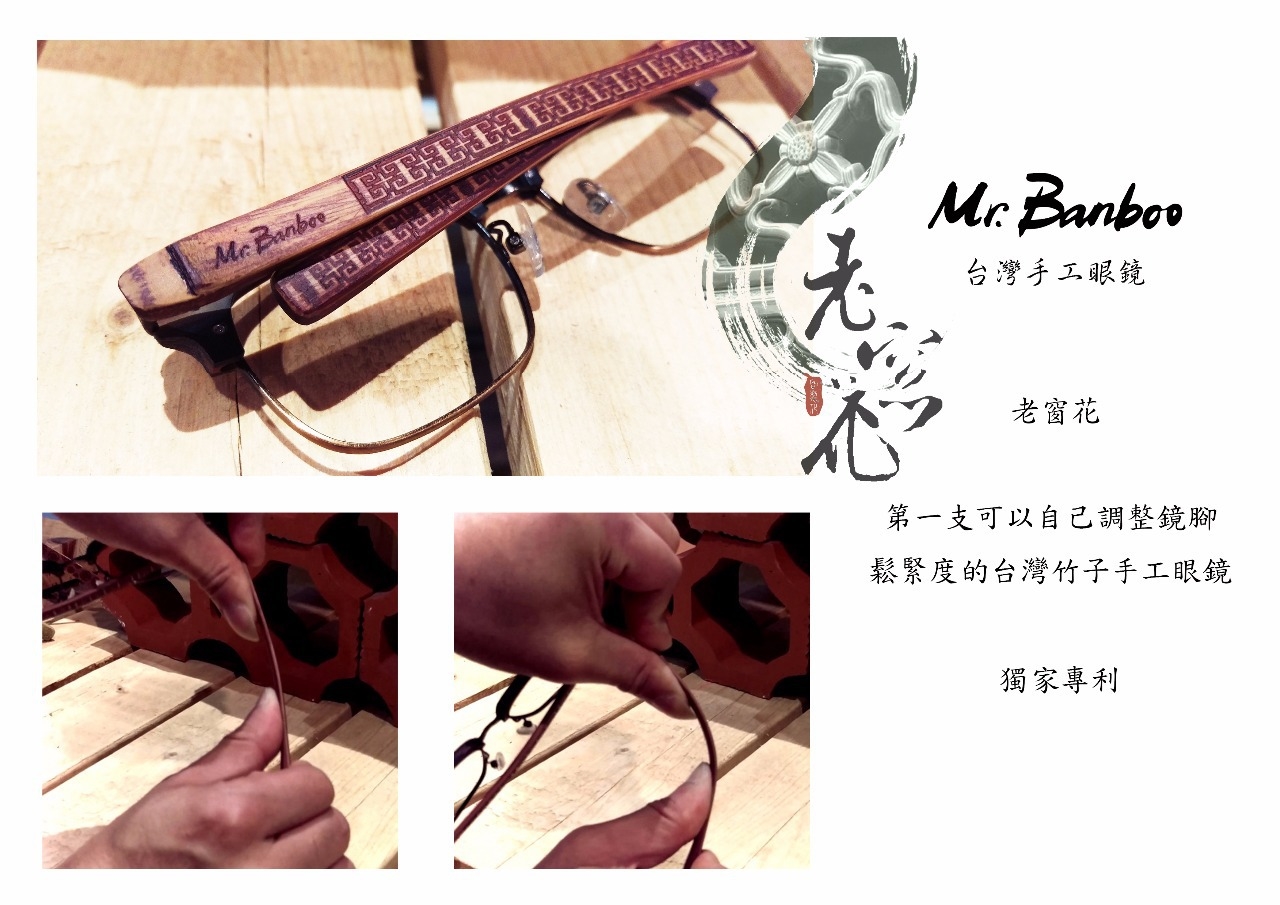 Mr. Banboo
老窗花
Mr. Banboo
台灣手工眼鏡
老窗花
第一支可以自己調整鏡腳
鬆緊度的台灣竹子手工眼鏡
獨家專利